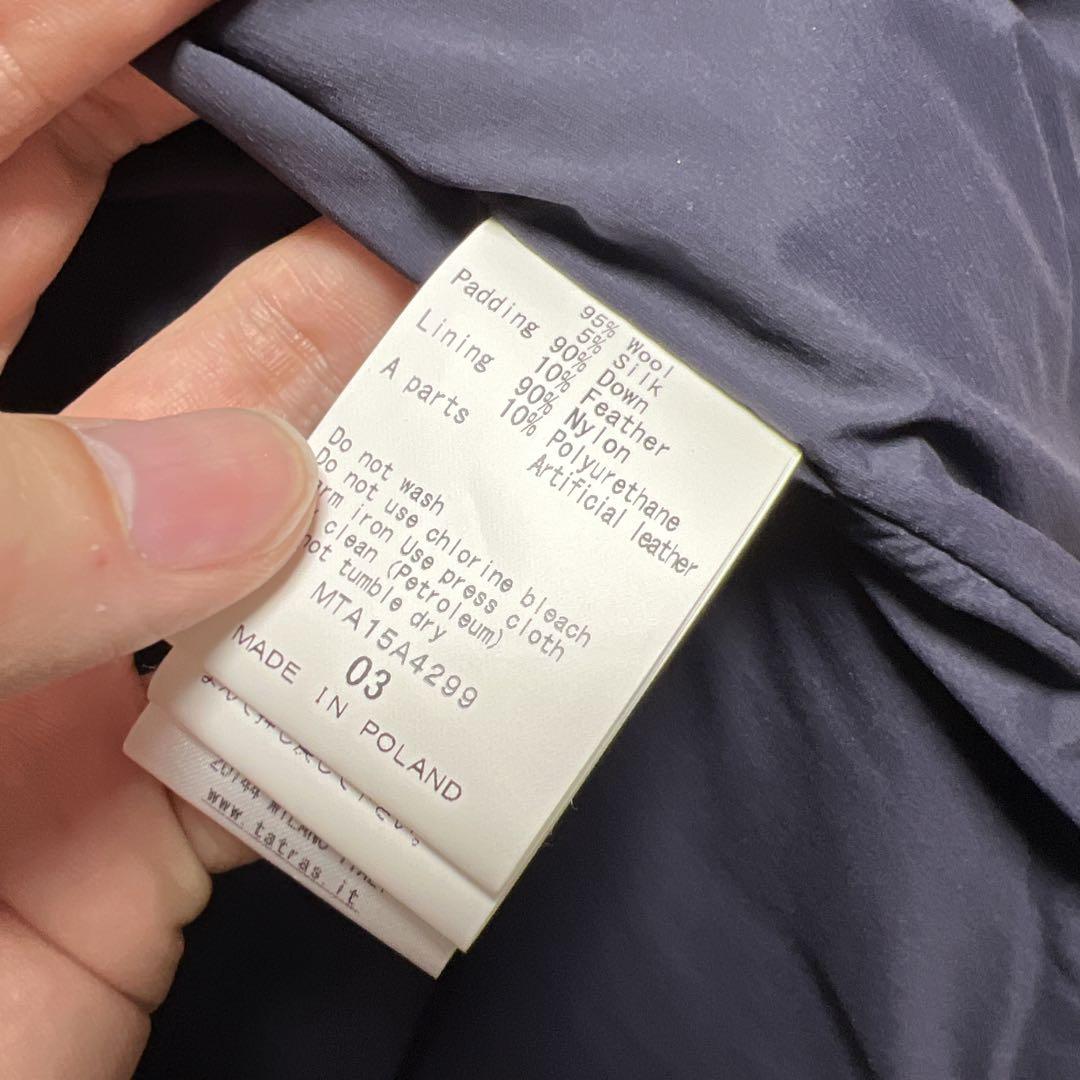 95% Wool
5% Silk
Padding 90% Down
10% Feather
Lining 90% Nylon
10% Polyurethane
A parts Artificial leather
Do not wash
Do not use chlorine bleach
iron Use press cloth
clean (Petroleum)
not tumble dry
MTA15A4299
03
MADE IN POLAND
20144 MILANO
www.tatras.it